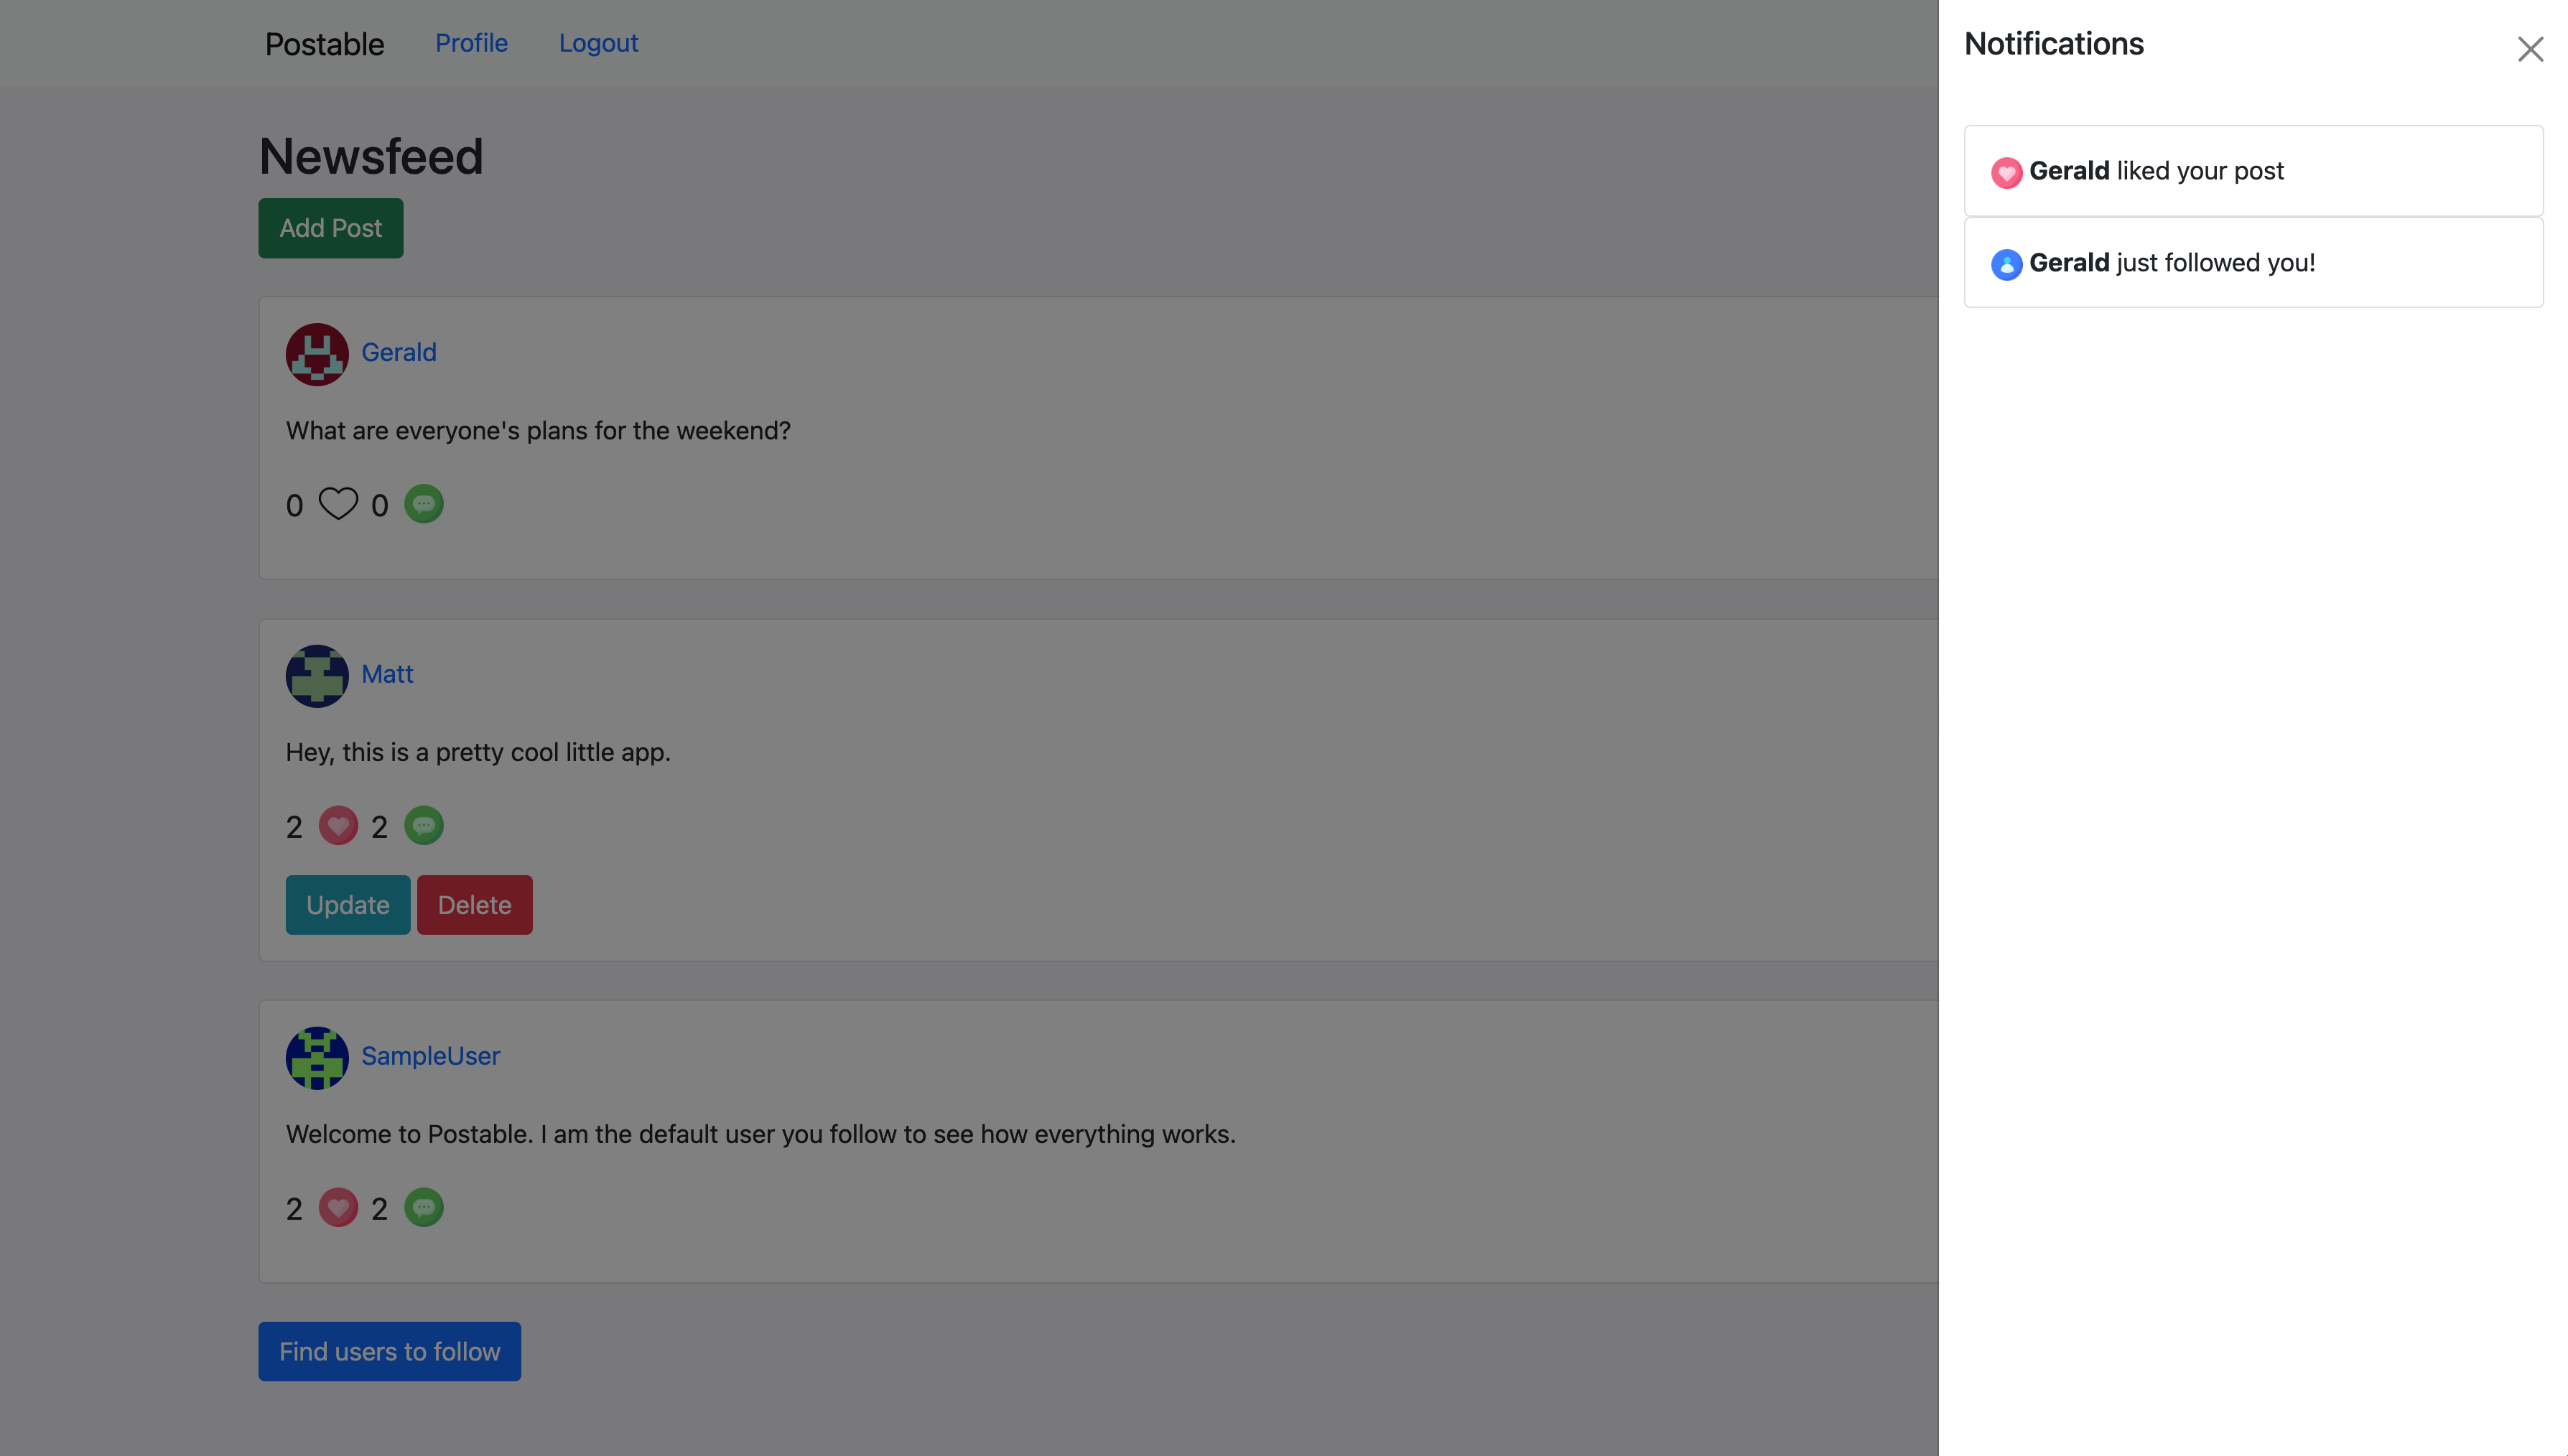 Postable Profile Logout
Newsfeed
Add Post
Gerald
What are everyone's plans for the weekend?
0 0
Matt
Hey, this is a pretty cool little app.
2 2
Update Delete
SampleUser
Welcome to Postable. I am the default user you follow to see how everything works.
2 2
Find users to follow
Notifications
Gerald liked your post
Gerald just followed you!